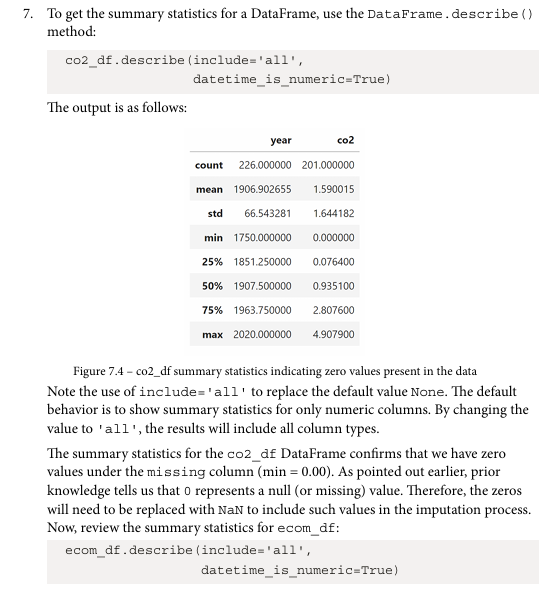 7. To get the summary statistics for a DataFrame, use the DataFrame.describe()
method:
co2_df.describe(include='all',
datetime_is_numeric=True)
The output is as follows:
year co2
count 226.000000 201.000000
mean 1906.902655 1.590015
std 66.543281 1.644182
min 1750.000000 0.000000
25% 1851.250000 0.076400
50% 1907.500000 0.935100
75% 1963.750000 2.807600
max 2020.000000 4.907900
Figure 7.4 – co2_df summary statistics indicating zero values present in the data
Note the use of include='all' to replace the default value None. The default
behavior is to show summary statistics for only numeric columns. By changing the
value to 'all', the results will include all column types.
The summary statistics for the co2_df DataFrame confirms that we have zero
values under the missing column (min = 0.00). As pointed out earlier, prior
knowledge tells us that 0 represents a null (or missing) value. Therefore, the zeros
will need to be replaced with NaN to include such values in the imputation process.
Now, review the summary statistics for ecom_df:
ecom_df.describe(include='all',
datetime_is_numeric=True)